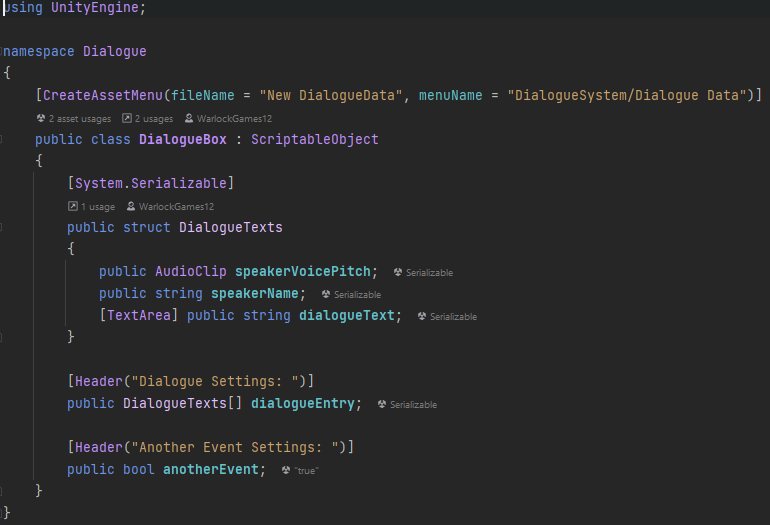 using UnityEngine;
namespace Dialogue
{
[CreateAssetMenu(fileName = "New DialogueData", menuName = "DialogueSystem/Dialogue Data")]
2 asset usages 2 usages WarlockGames12
public class DialogueBox : ScriptableObject
{
[System.Serializable]
1 usage WarlockGames12
public struct DialogueTexts
{
public AudioClip speakerVoicePitch; Serializable
public string speakerName; Serializable
[TextArea] public string dialogueText; Serializable
}
[Header("Dialogue Settings: ")]
public DialogueTexts[] dialogueEntry; Serializable
[Header("Another Event Settings: ")]
public bool anotherEvent; "true"
}
}